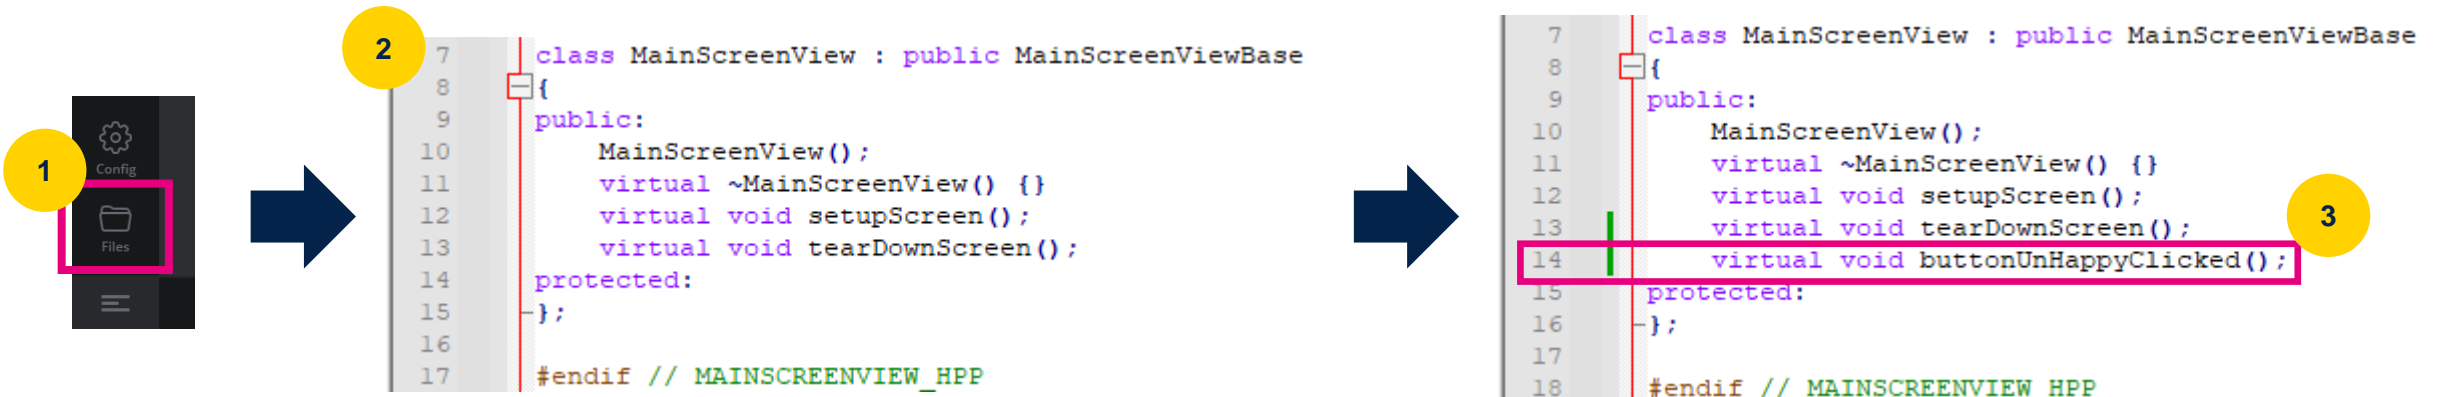 1
Config
Files
2
7 class MainScreenView : public MainScreenViewBase
8 {
9 public:
10 MainScreenView();
11 virtual ~MainScreenView() {}
12 virtual void setupScreen();
13 virtual void tearDownScreen();
14 protected:
15 };
16
17 #endif // MAINSCREENVIEW_HPP
7 class MainScreenView : public MainScreenViewBase
8 {
9 public:
10 MainScreenView();
11 virtual ~MainScreenView() {}
12 virtual void setupScreen();
13 virtual void tearDownScreen();
3
14 virtual void buttonUnHappyClicked();
15 protected:
16 };
17
18 #endif // MAINSCREENVIEW HPP